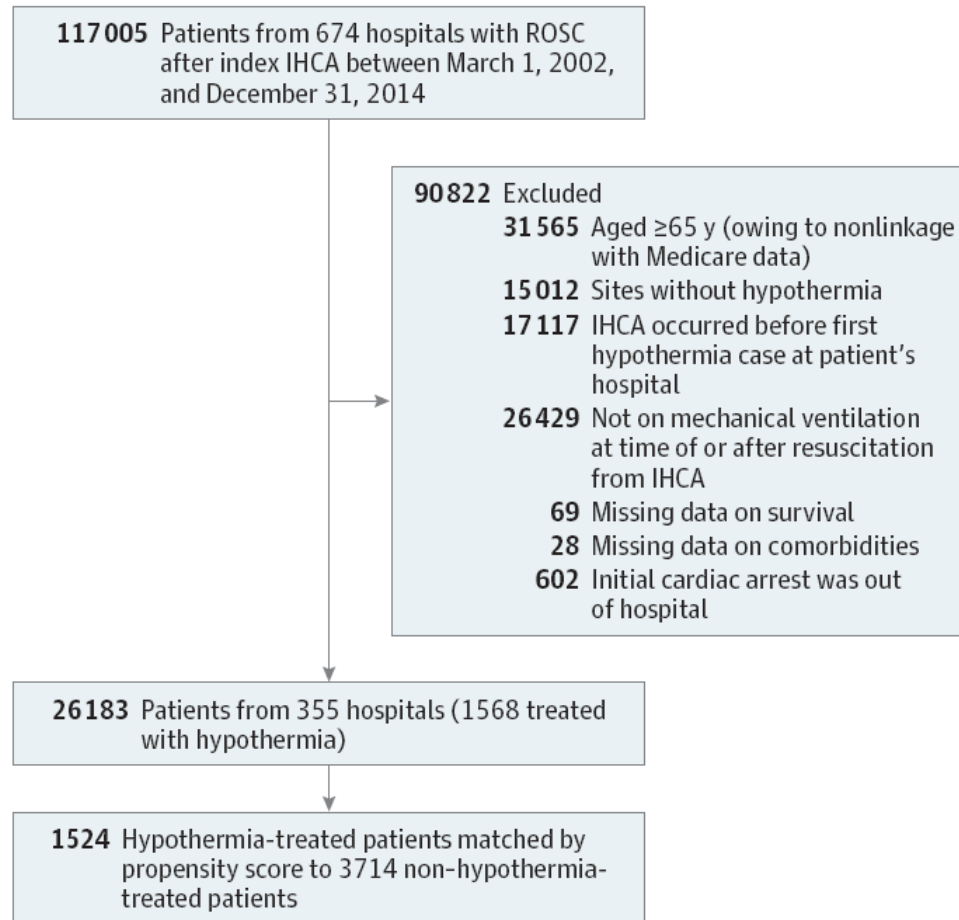 117005 Patients from 674 hospitals with ROSC
after index IHCA between March 1, 2002,
and December 31, 2014
90822 Excluded
31565 Aged ≥65 y (owing to nonlinkage
with Medicare data)
15012 Sites without hypothermia
17117 IHCA occurred before first
hypothermia case at patient's
hospital
26429 Not on mechanical ventilation
at time of or after resuscitation
from IHCA
69 Missing data on survival
28 Missing data on comorbidities
602 Initial cardiac arrest was out
of hospital
26183 Patients from 355 hospitals (1568 treated
with hypothermia)
1524 Hypothermia-treated patients matched by
propensity score to 3714 non-hypothermia-
treated patients